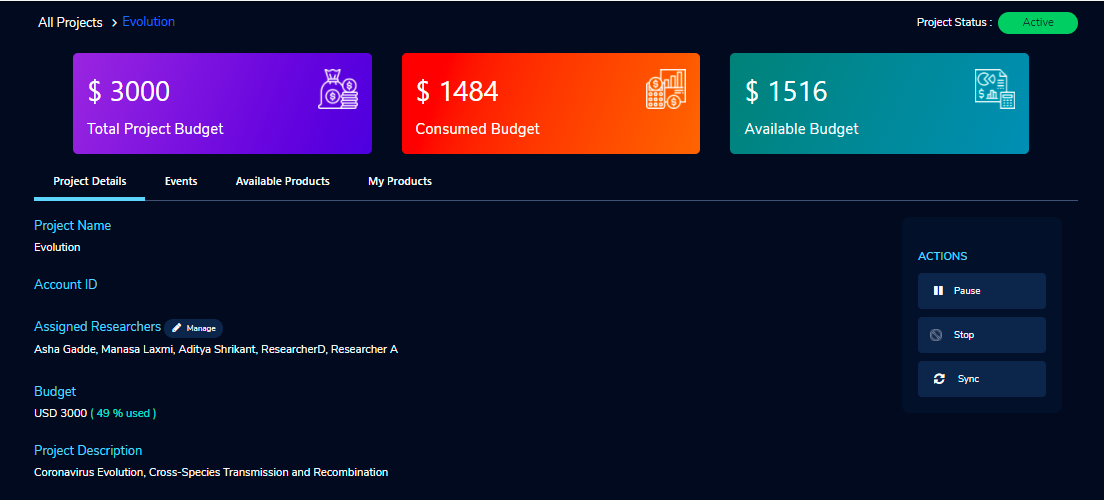 All Projects > Evolution
Project Status : Active
$ 3000
Total Project Budget
$ 1484
Consumed Budget
$ 1516
Available Budget
Project Details Events Available Products My Products
Project Name
Evolution
Account ID
Assigned Researchers Manage
Asha Gadde, Manasa Laxmi, Aditya Shrikant, ResearcherD, Researcher A
Budget
USD 3000 ( 49 % used )
Project Description
Coronavirus Evolution, Cross-Species Transmission and Recombination
ACTIONS
Pause
Stop
Sync